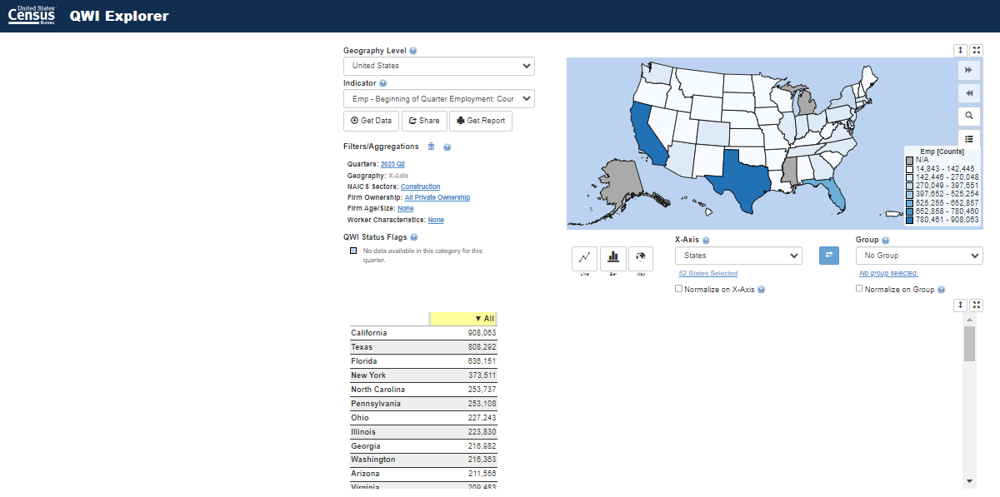 United States
Census
Bureau
QWI Explorer
Geography Level
United States
Indicator
Emp - Beginning of Quarter Employment: Cour
Get Data
Share
Get Report
Filters/Aggregations
Quarters: 2023 Q2
Geography: X-Axis
NAICS Sectors: Construction
Firm Ownership: All Private Ownership
Firm Age/Size: None
Worker Characteristics: None
QWI Status Flags
No data available in this category for this
quarter.
Emp [Counts]
N/A
14,843 - 142,445
142,446 - 270,048
270,049 - 397,651
397,652 - 525,254
525,255 - 652,857
652,858 - 780,460
780,461 - 908,063
Line
Bar
Map
X-Axis
States
52 States Selected
Normalize on X-Axis
Group
No Group
No group selected.
Normalize on Group
▼ All
California 908,063
Texas 808,292
Florida 636,151
New York 373,511
North Carolina 253,737
Pennsylvania 253,108
Ohio 227,243
Illinois 223,830
Georgia 216,982
Washington 216,363
Arizona 211,556
Virginia 209,483